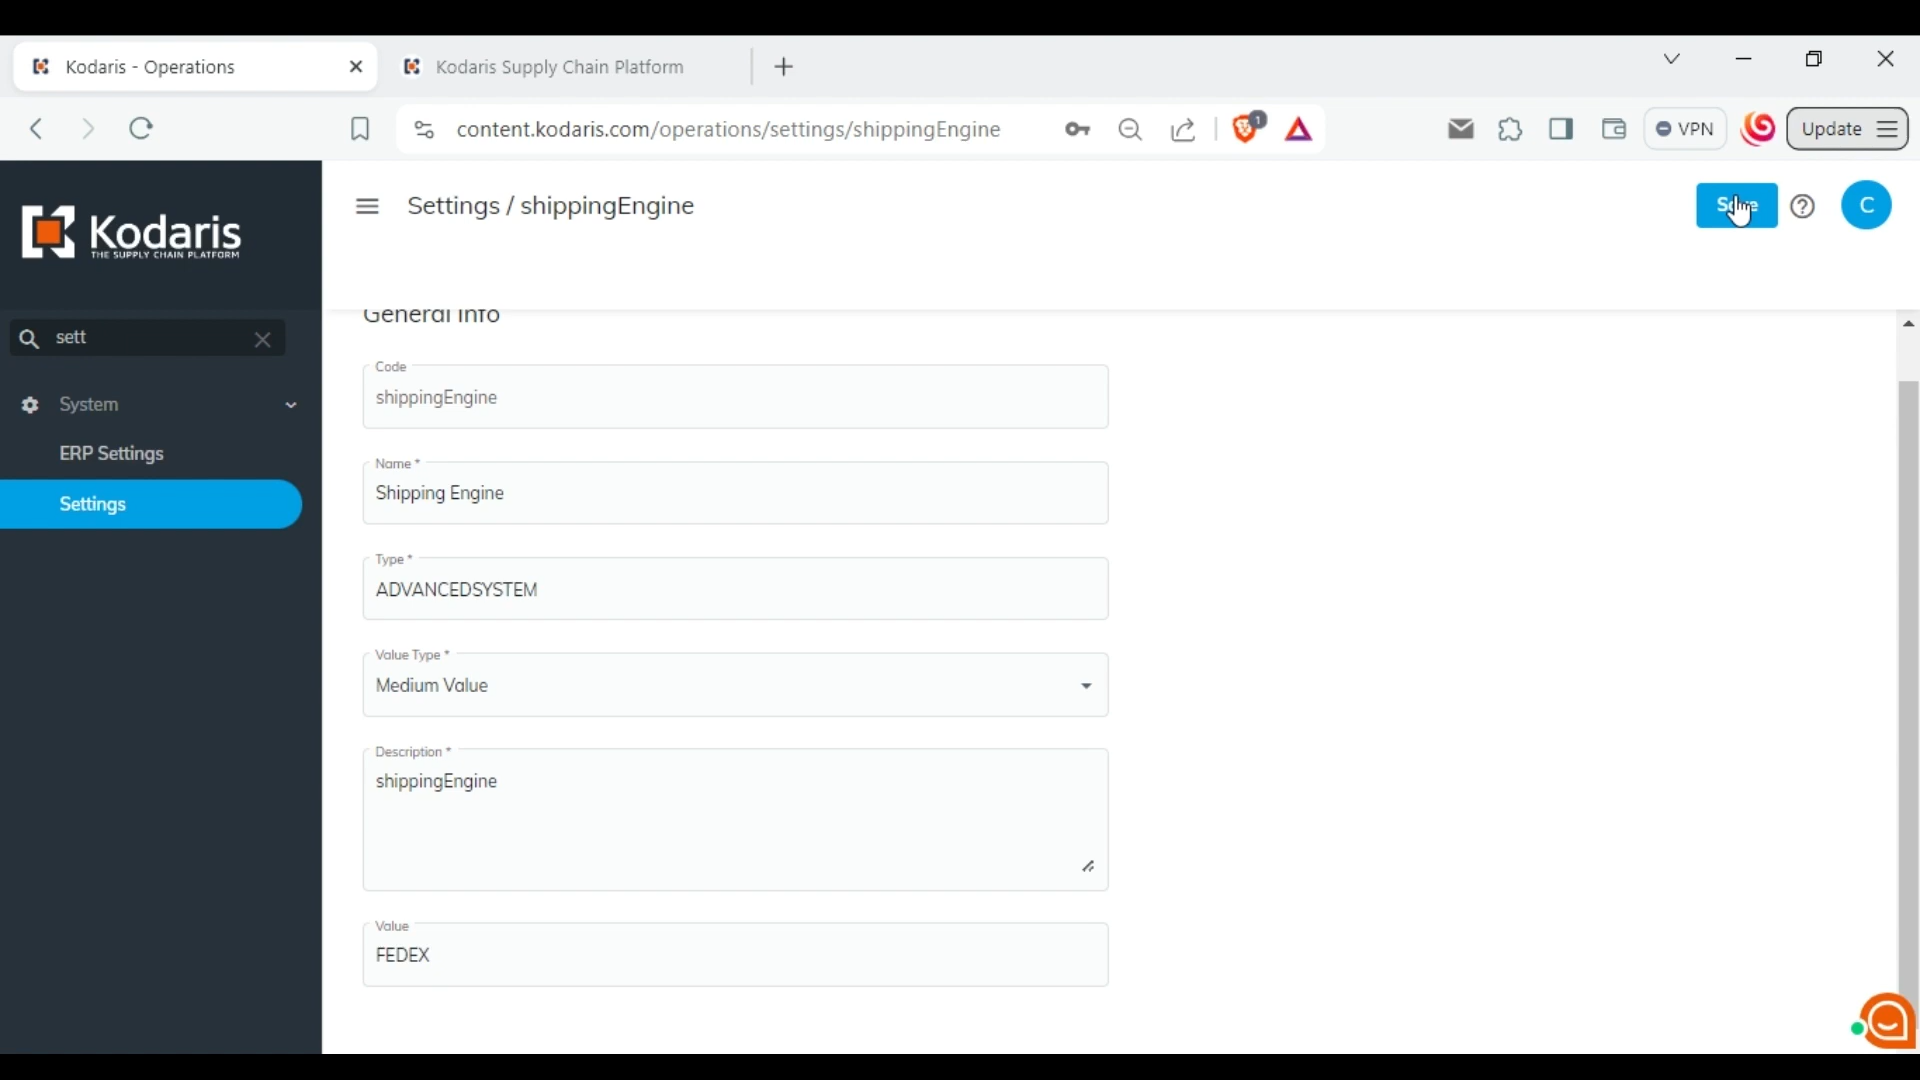 Kodaris - Operations
Kodaris Supply Chain Platform
content.kodaris.com/operations/settings/shippingEngine
1
VPN
Update
Kodaris
THE SUPPLY CHAIN PLATFORM
Settings / shippingEngine
Save
C
sett
System
ERP Settings
Settings
General Info
Code
shippingEngine
Name *
Shipping Engine
Type *
ADVANCEDSYSTEM
Value Type *
Medium Value
Description *
shippingEngine
Value
FEDEX